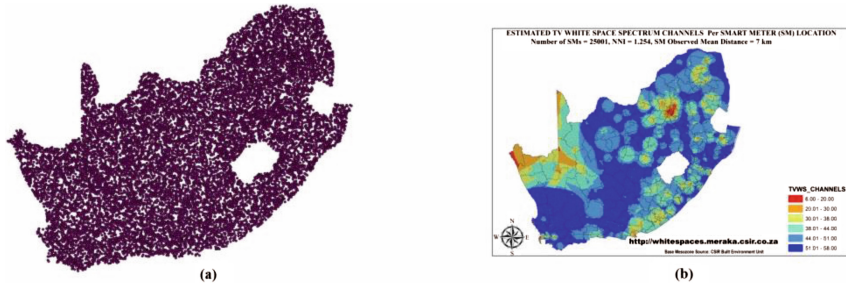 ESTIMATED TV WHITE SPACE SPECTRUM CHANNELS Per SMART METER (SM) LOCATION
Number of SMs = 25001, NNI = 1.254, SM Observed Mean Distance = 7 km
TVWS_CHANNELS
6.00 - 20.00
20.01 - 30.00
30.01 - 38.00
38.01 - 44.00
44.01 - 51.00
51.01 - 58.00
N
W E
S
http://whitespaces.meraka.csir.co.za
Base Mesozone Source: CSIR Built Environment Unit
(a)
(b)